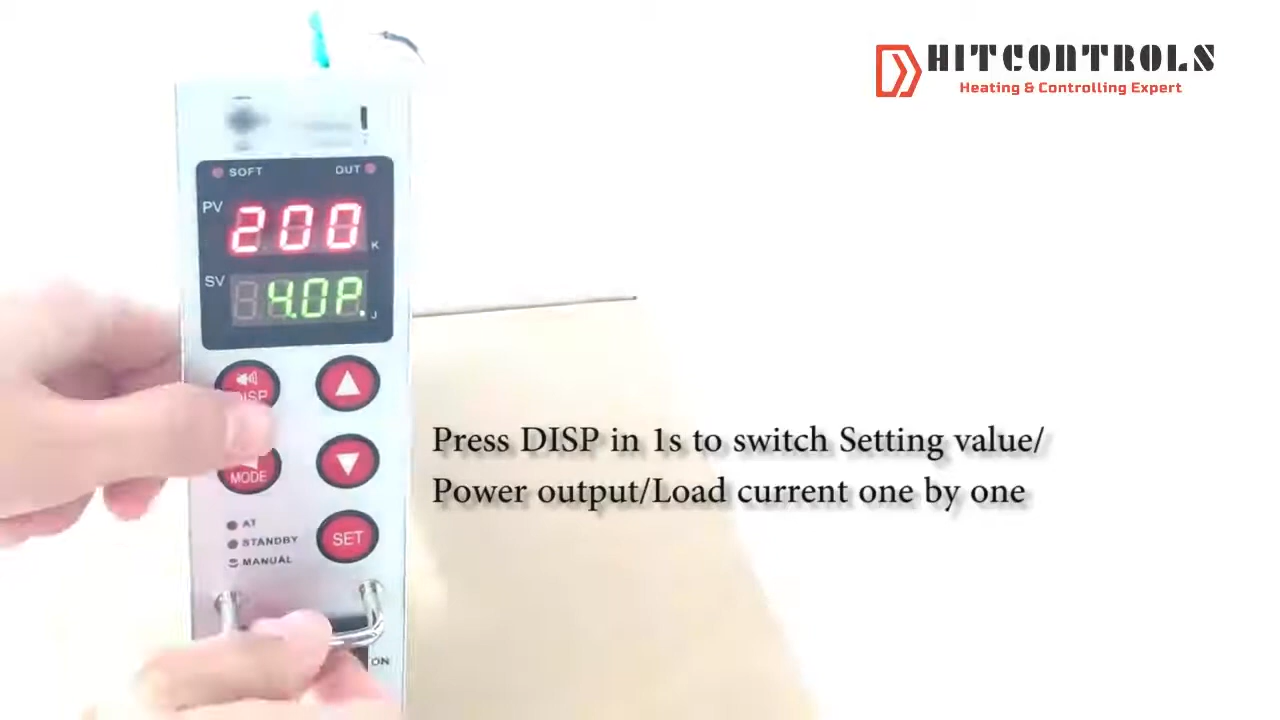 HITCONTROLS
Heating & Controlling Expert
SOFT OUT
PV 200 K
SV 4.0P. J
DISP
MODE
SET
AT
STANDBY
MANUAL
ON
Press DISP in 1s to switch Setting value/
Power output/Load current one by one